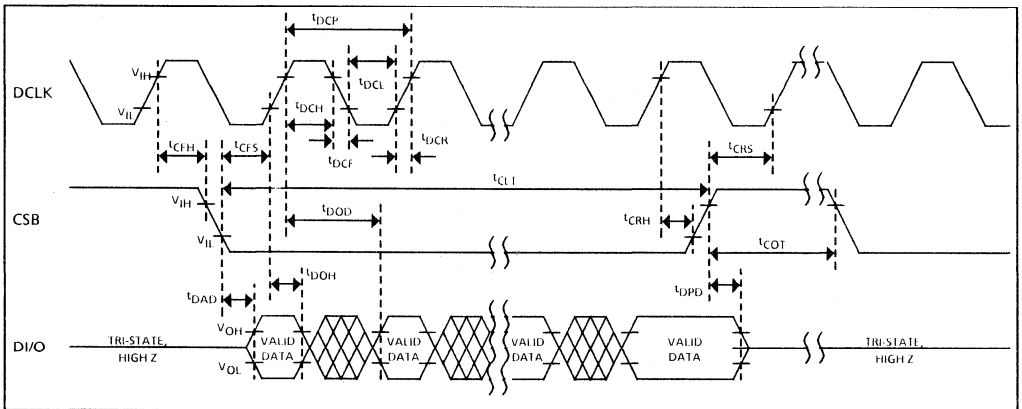 tDCP
DCLK
VIH
VIL
tDCL
tDCH
tDCR
tCFH
tCFS
tDCF
tCRS
tCLT
CSB
VIH
VIL
tDOD
tCRH
tCOT
tDOH
tDAD
tDPD
DI/O
TRI-STATE,
HIGH Z
VOH
VOL
VALID
DATA
VALID
DATA
VALID
DATA
VALID
DATA
TRI-STATE,
HIGH Z